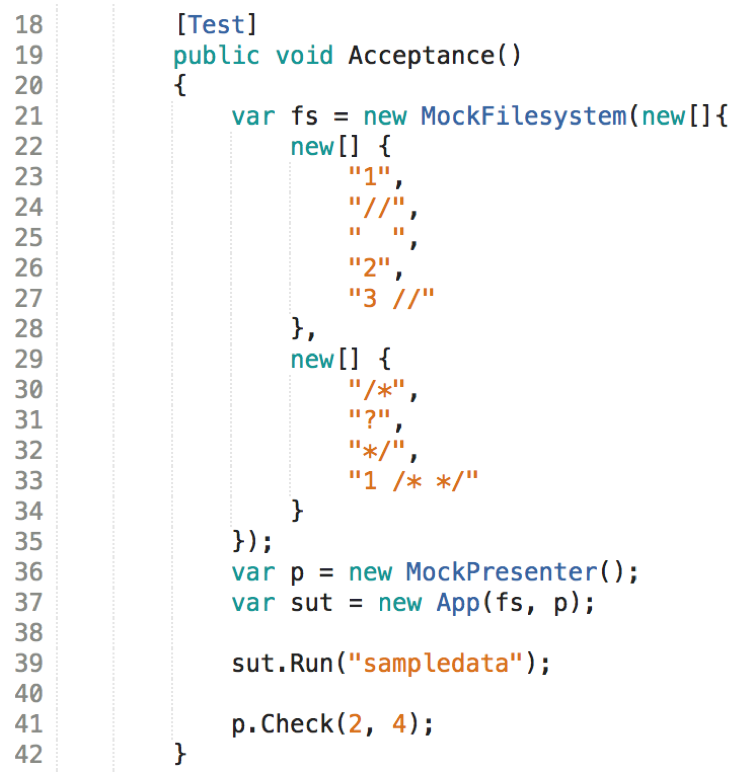 18 [Test]
19 public void Acceptance()
20 {
21 var fs = new MockFilesystem(new[]{
22 new[] {
23 "1",
24 "//",
25 "  ",
26 "2",
27 "3 //"
28 },
29 new[] {
30 "/*",
31 "?",
32 "*/",
33 "1 /* */"
34 }
35 });
36 var p = new MockPresenter();
37 var sut = new App(fs, p);
38
39 sut.Run("sampledata");
40
41 p.Check(2, 4);
42 }